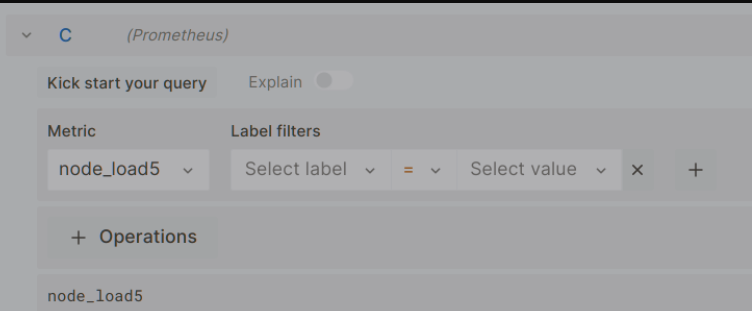 C (Prometheus)
Kick start your query Explain
Metric Label filters
node_load5 Select label = Select value × +
+ Operations
node_load5